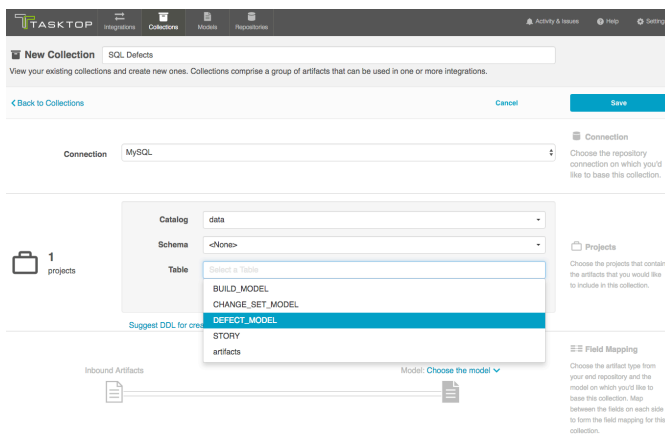 TASKTOP
Integrations
Collections
Models
Repositories
Activity & Issues
Help
Settings
New Collection
SQL Defects
View your existing collections and create new ones. Collections comprise a group of artifacts that can be used in one or more integrations.
Back to Collections
Cancel
Save
Connection
MySQL
Connection
Choose the repository
connection on which you'd
like to base this collection.
1
projects
Catalog
data
Schema
<None>
Table
Select a Table
BUILD_MODEL
CHANGE_SET_MODEL
DEFECT_MODEL
STORY
artifacts
Suggest DDL for crea
Projects
Choose the projects that contain
the artifacts that you would like
to include in this collection.
Inbound Artifacts
Model: Choose the model
Field Mapping
Choose the artifact type from
your end repository and the
model on which you'd like to
base this collection. Map
between the fields on each side
to form the field mapping for this
collection.